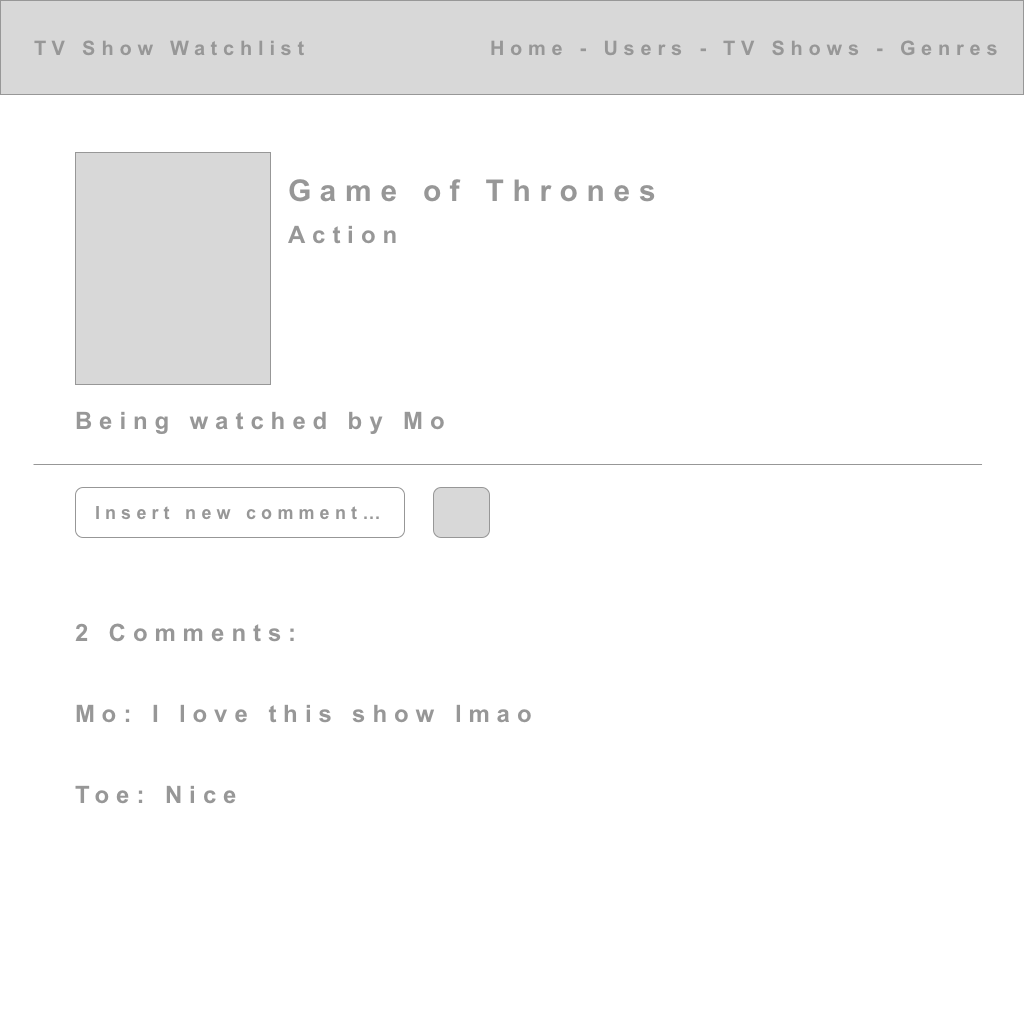 TV Show Watchlist
Home - Users - TV Shows - Genres
Game of Thrones
Action
Being watched by Mo
Insert new comment…
2 Comments:
Mo: I love this show lmao
Toe: Nice